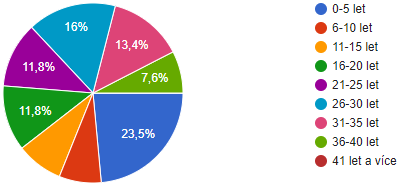 16%
13,4%
7,6%
11,8%
11,8%
23,5%
0-5 let
6-10 let
11-15 let
16-20 let
21-25 let
26-30 let
31-35 let
36-40 let
41 let a více